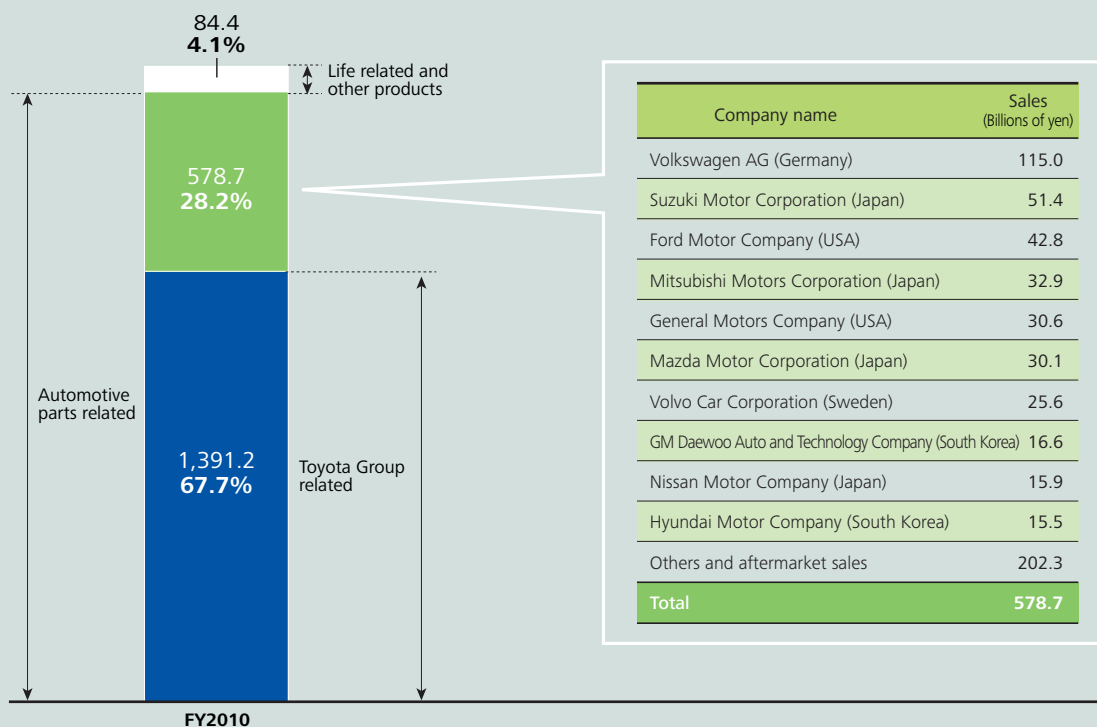 84.4
4.1%
Life related and
other products
578.7
28.2%
Automotive
parts related
1,391.2
67.7%
Toyota Group
related
FY2010
Company name
Sales
(Billions of yen)
Volkswagen AG (Germany) 115.0
Suzuki Motor Corporation (Japan) 51.4
Ford Motor Company (USA) 42.8
Mitsubishi Motors Corporation (Japan) 32.9
General Motors Company (USA) 30.6
Mazda Motor Corporation (Japan) 30.1
Volvo Car Corporation (Sweden) 25.6
GM Daewoo Auto and Technology Company (South Korea) 16.6
Nissan Motor Company (Japan) 15.9
Hyundai Motor Company (South Korea) 15.5
Others and aftermarket sales 202.3
Total 578.7